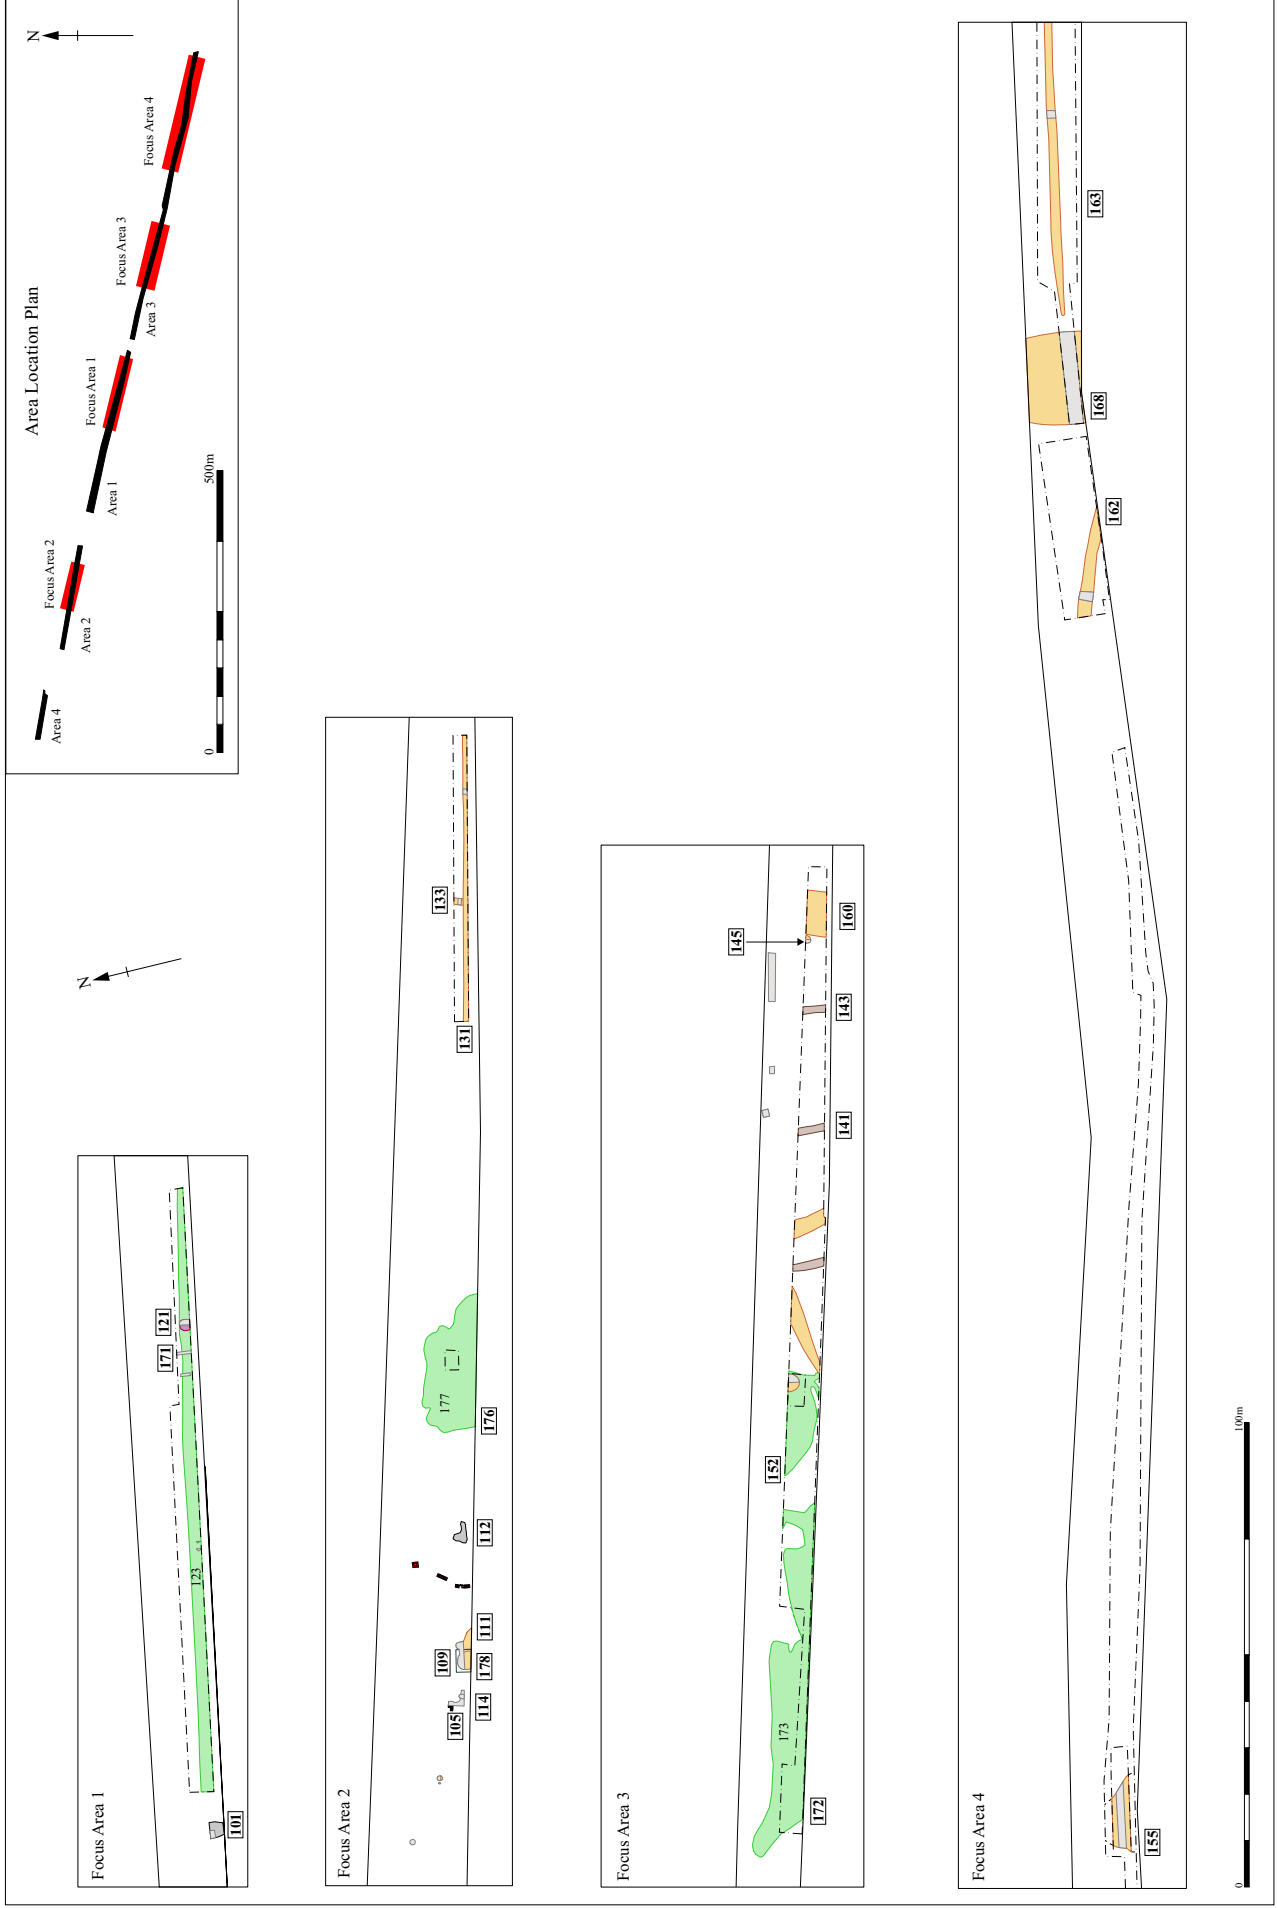 Area Location Plan
N
Area 4
Area 2
Focus Area 2
Area 1
Focus Area 1
Area 3
Focus Area 3
Focus Area 4
0
500m
N
Focus Area 1
101
123
171
121
Focus Area 2
105
114
109
178
111
112
176
177
131
133
Focus Area 3
172
173
152
141
143
145
160
Focus Area 4
155
162
168
163
0
100m